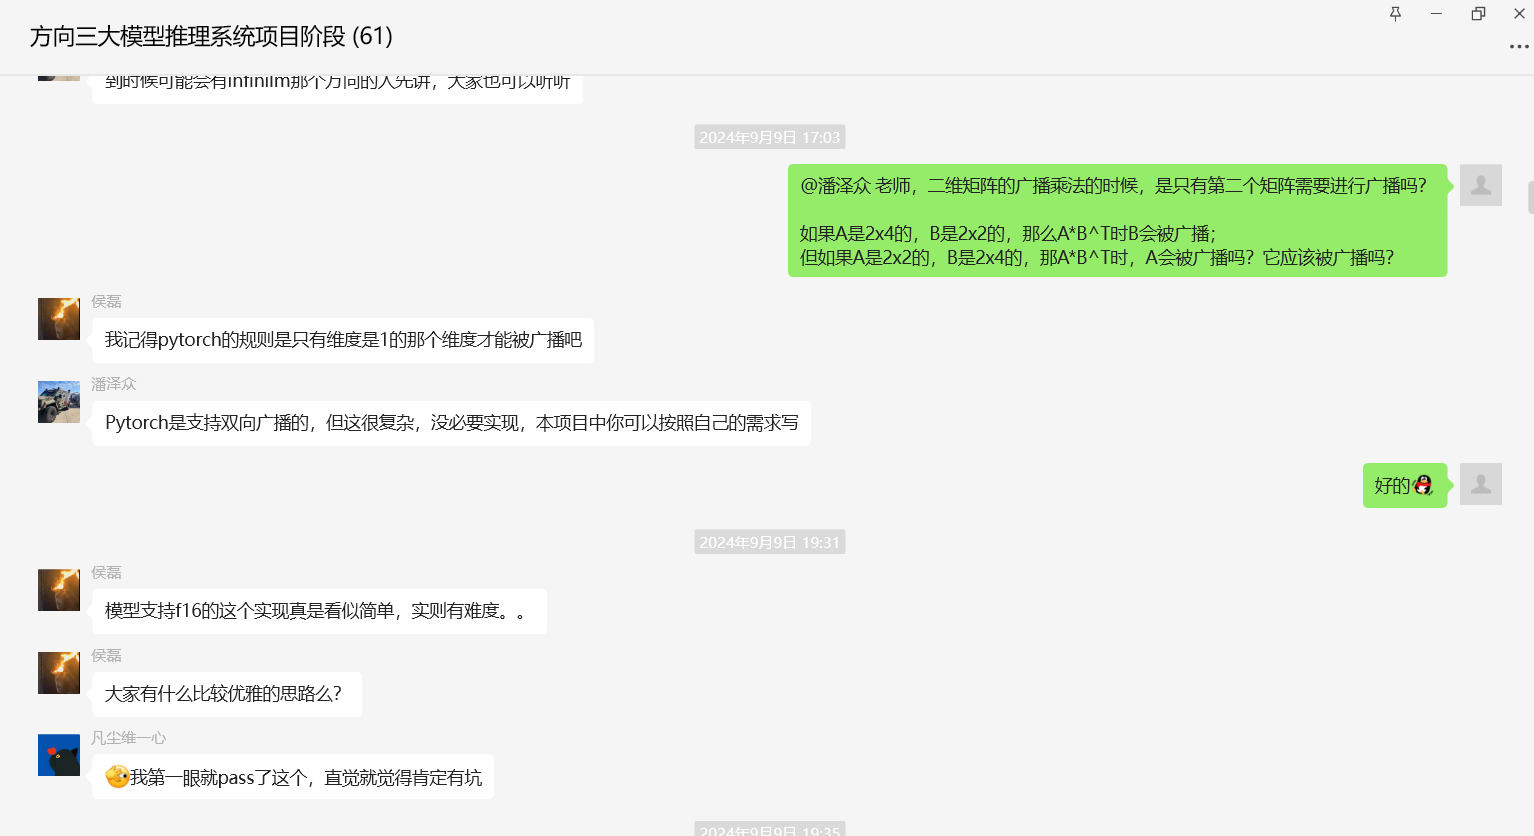 方向三大模型推理系统项目阶段 (61)
到时候可能会有infinilm那个方向的人先讲，大家也可以听听
2024年9月9日 17:03
@潘泽众 老师，二维矩阵的广播乘法的时候，是只有第二个矩阵需要进行广播吗？
如果A是2x4的，B是2x2的，那么A*B^T时B会被广播；
但如果A是2x2的，B是2x4的，那A*B^T时，A会被广播吗？它应该被广播吗？
侯磊
我记得pytorch的规则是只有维度是1的那个维度才能被广播吧
潘泽众
Pytorch是支持双向广播的，但这很复杂，没必要实现，本项目中你可以按照自己的需求写
好的
2024年9月9日 19:31
侯磊
模型支持f16的这个实现真是看似简单，实则有难度。。
侯磊
大家有什么比较优雅的思路么？
凡尘维一心
我第一眼就pass了这个，直觉就觉得肯定有坑
2024年9月9日 19:35